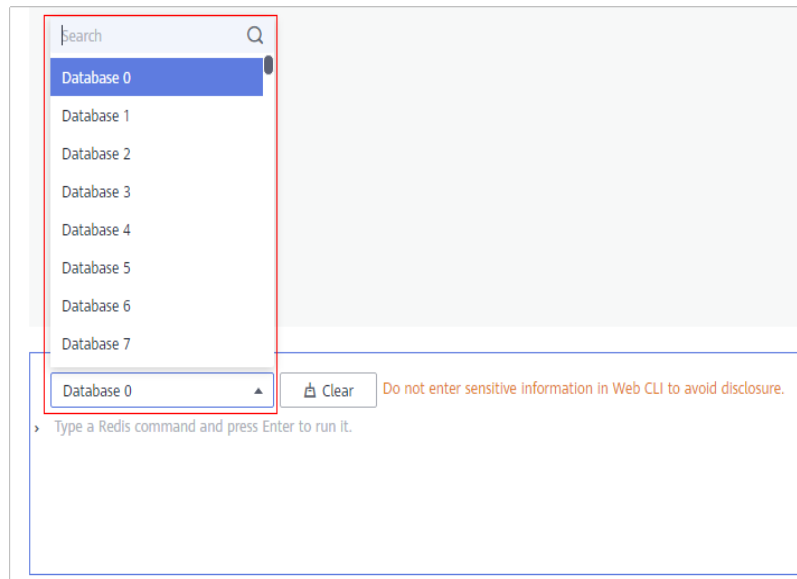 Search
Database 0
Database 1
Database 2
Database 3
Database 4
Database 5
Database 6
Database 7
Database 0 Clear Do not enter sensitive information in Web CLI to avoid disclosure.
› Type a Redis command and press Enter to run it.